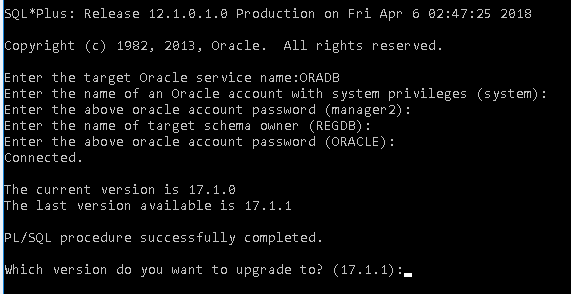 SQL*Plus: Release 12.1.0.1.0 Production on Fri Apr 6 02:47:25 2018
Copyright (c) 1982, 2013, Oracle.  All rights reserved.
Enter the target Oracle service name:ORADB
Enter the name of an Oracle account with system privileges (system):
Enter the above oracle account password (manager2):
Enter the name of target schema owner (REGDB):
Enter the above oracle account password (ORACLE):
Connected.
The current version is 17.1.0
The last version available is 17.1.1
PL/SQL procedure successfully completed.
Which version do you want to upgrade to? (17.1.1):_